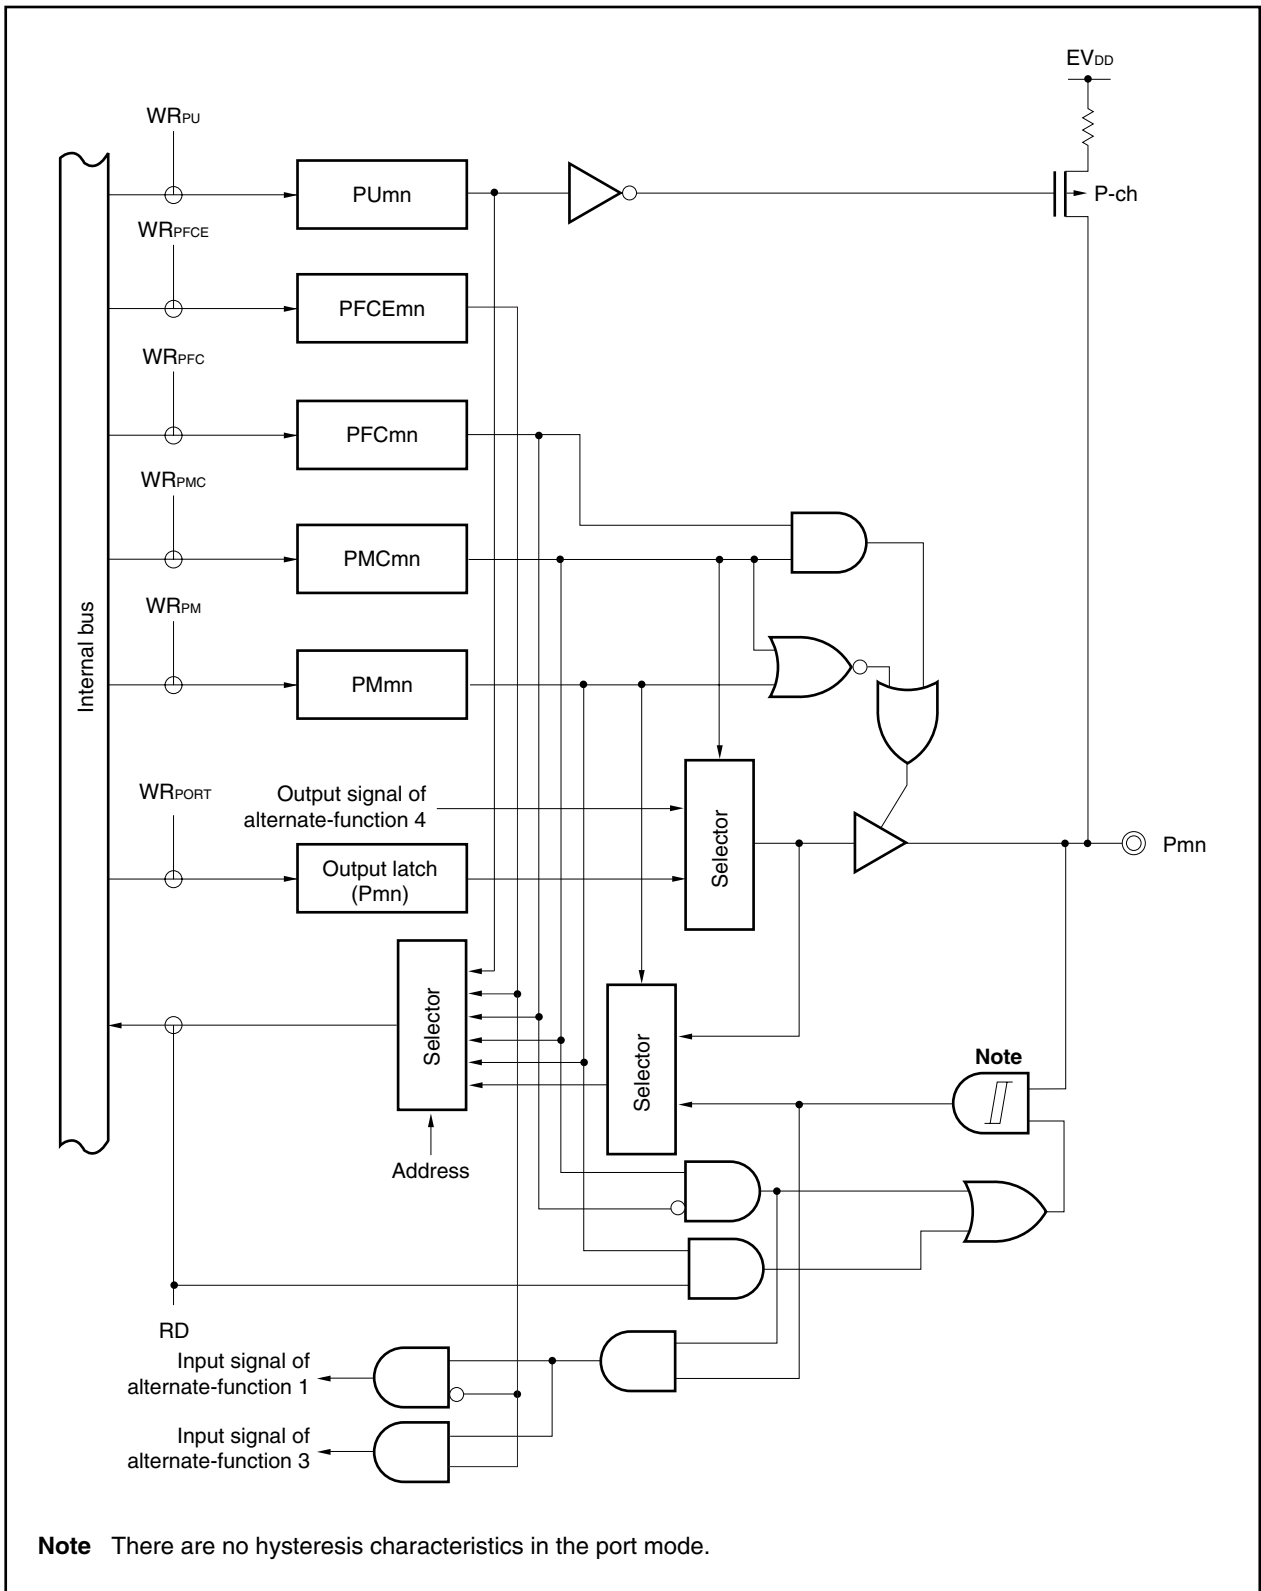 EVDD
WRPU
PUmn
P-ch
WRPFCE
PFCEmn
WRPFC
PFCmn
WRPMC
PMCmn
WRPM
PMmn
Internal bus
WRPORT
Output signal of
alternate-function 4
Output latch
(Pmn)
Selector
Pmn
Selector
Selector
Note
Address
RD
Input signal of
alternate-function 1
Input signal of
alternate-function 3
Note There are no hysteresis characteristics in the port mode.